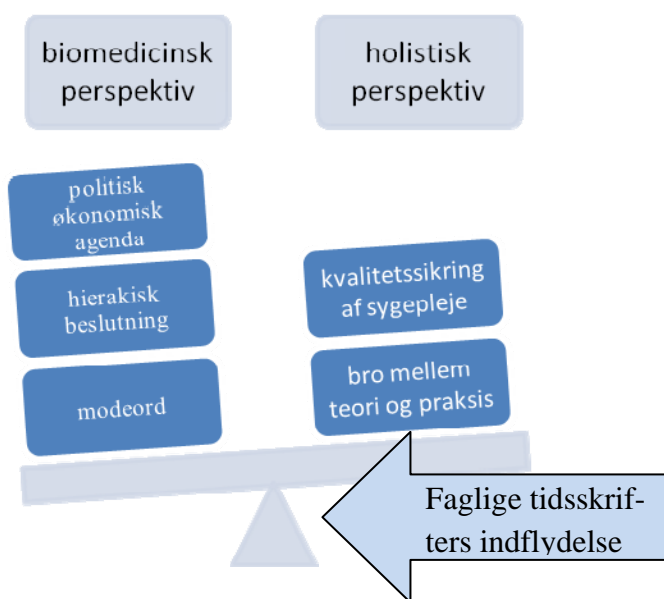 biomedicinsk
perspektiv
holistisk
perspektiv
politisk
økonomisk
agenda
hierakisk
beslutning
modeord
kvalitetssikring
af sygepleje
bro mellem
teori og praksis
Faglige tidsskrif-
ters indflydelse